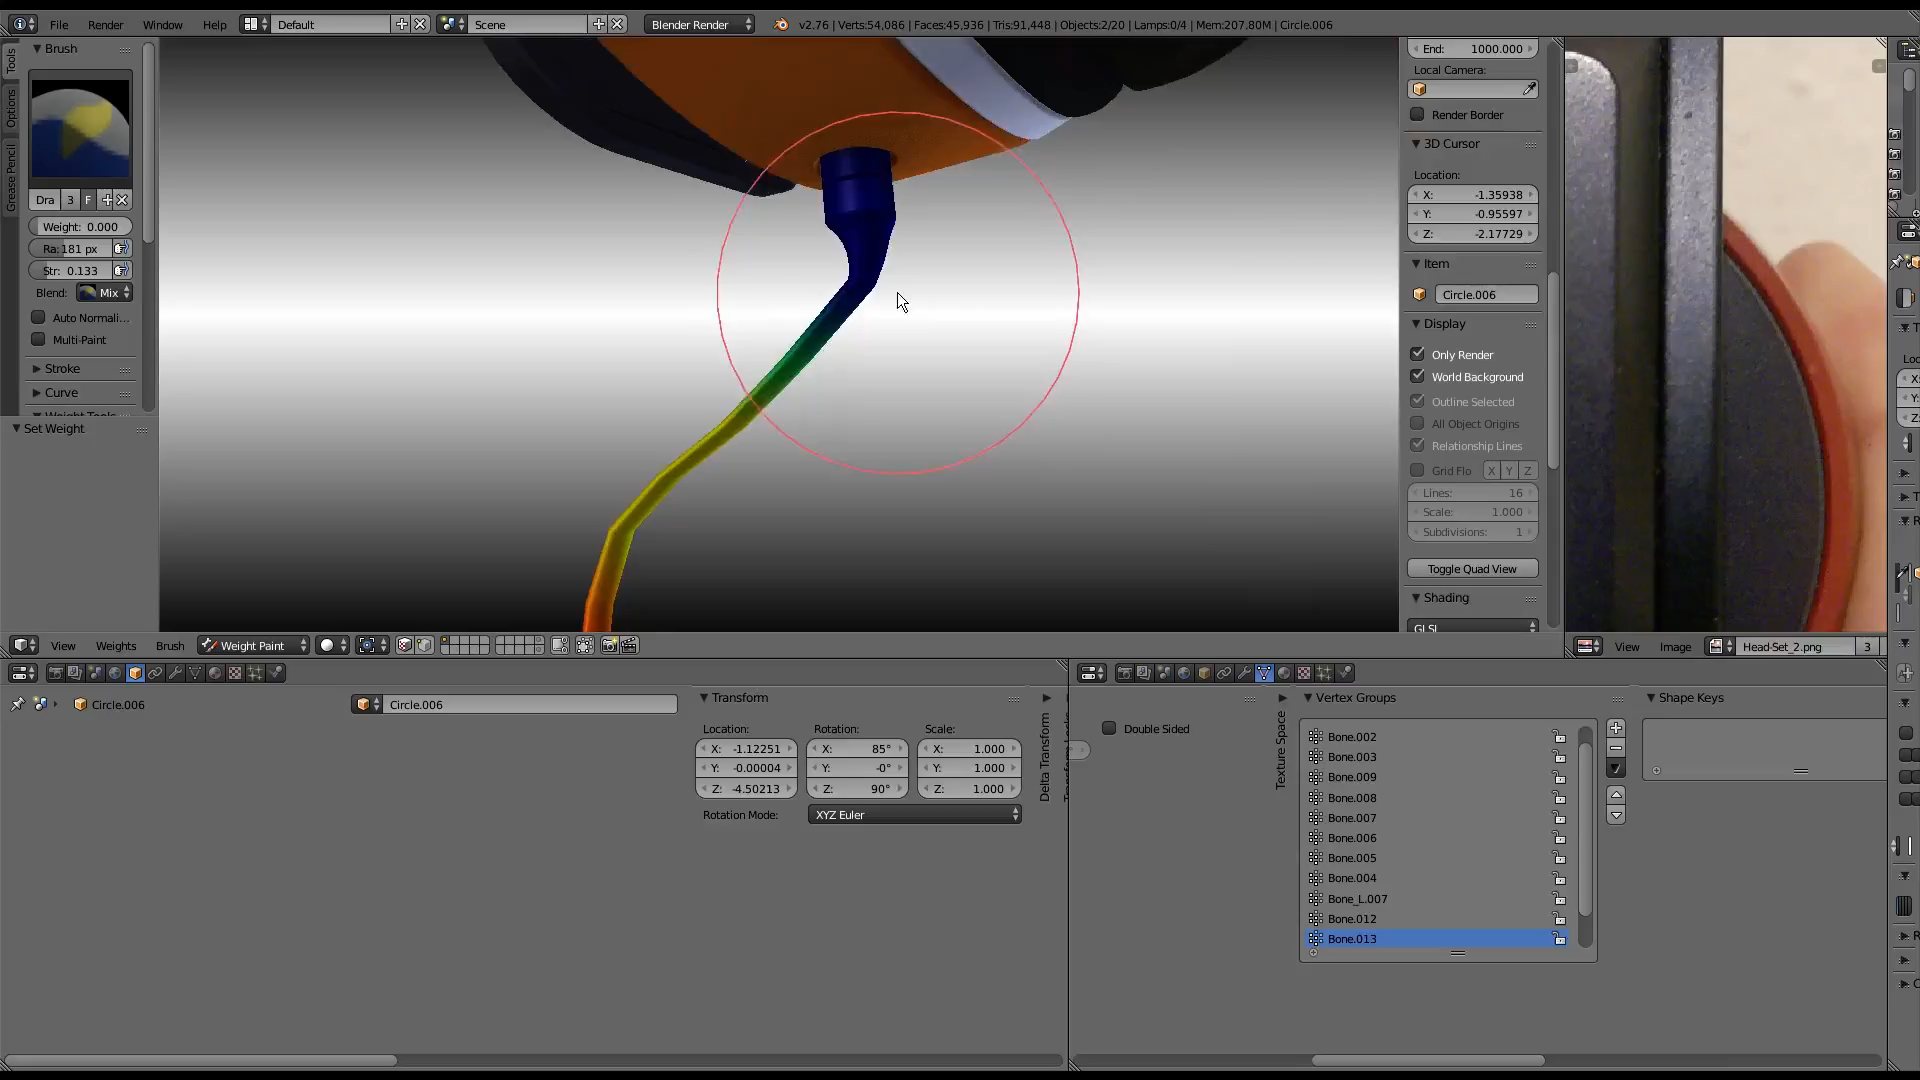 File Render Window Help Default Scene Blender Render v2.76 | Verts:54,086 | Faces:45,936 | Tris:91,448 | Objects:2/20 | Lamps:0/4 | Mem:207.80M | Circle.006
Tools
Options
Grease Pencil
Brush
Dra 3 F
Weight: 0.000
Ra: 181 px
Str: 0.133
Blend: Mix
Auto Normali...
Multi-Paint
Stroke
Curve
Set Weight
End: 1000.000
Local Camera:
Render Border
3D Cursor
Location:
X: -1.35938
Y: -0.95597
Z: -2.17729
Item
Circle.006
Display
Only Render
World Background
Outline Selected
All Object Origins
Relationship Lines
Grid Flo X Y Z
Lines: 16
Scale: 1.000
Subdivisions: 1
Toggle Quad View
Shading
GLSL
View Weights Brush Weight Paint
View Image Head-Set_2.png 3
Circle.006 Circle.006
Transform
Location: Rotation: Scale:
X: -1.12251 X: 85° X: 1.000
Y: -0.00004 Y: -0° Y: 1.000
Z: -4.50213 Z: 90° Z: 1.000
Rotation Mode: XYZ Euler
Delta Transform
Double Sided
Texture Space
Vertex Groups
Bone.002
Bone.003
Bone.009
Bone.008
Bone.007
Bone.006
Bone.005
Bone.004
Bone_L.007
Bone.012
Bone.013
Shape Keys